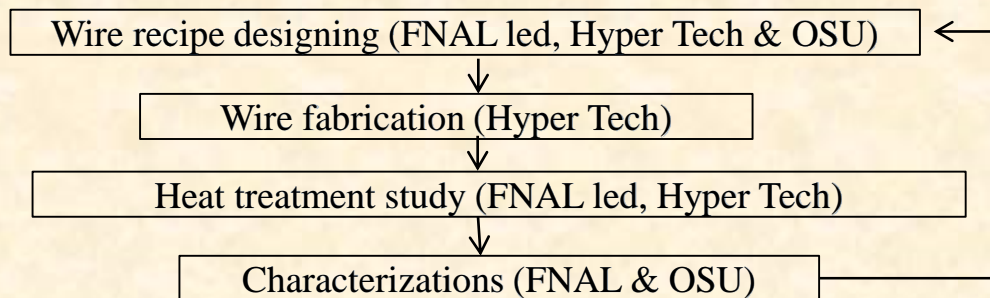 Wire recipe designing (FNAL led, Hyper Tech & OSU)
Wire fabrication (Hyper Tech)
Heat treatment study (FNAL led, Hyper Tech)
Characterizations (FNAL & OSU)